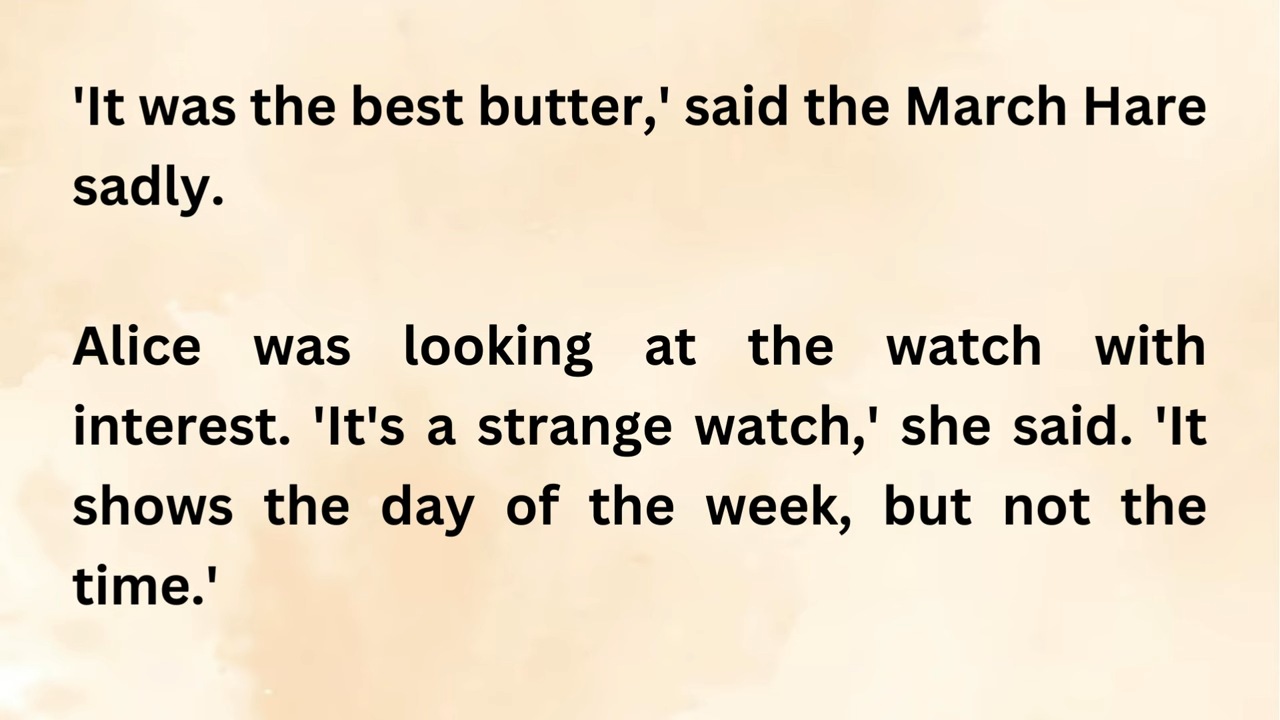 'It was the best butter,' said the March Hare
sadly.
Alice was looking at the watch with
interest. 'It's a strange watch,' she said. 'It
shows the day of the week, but not the
time.'